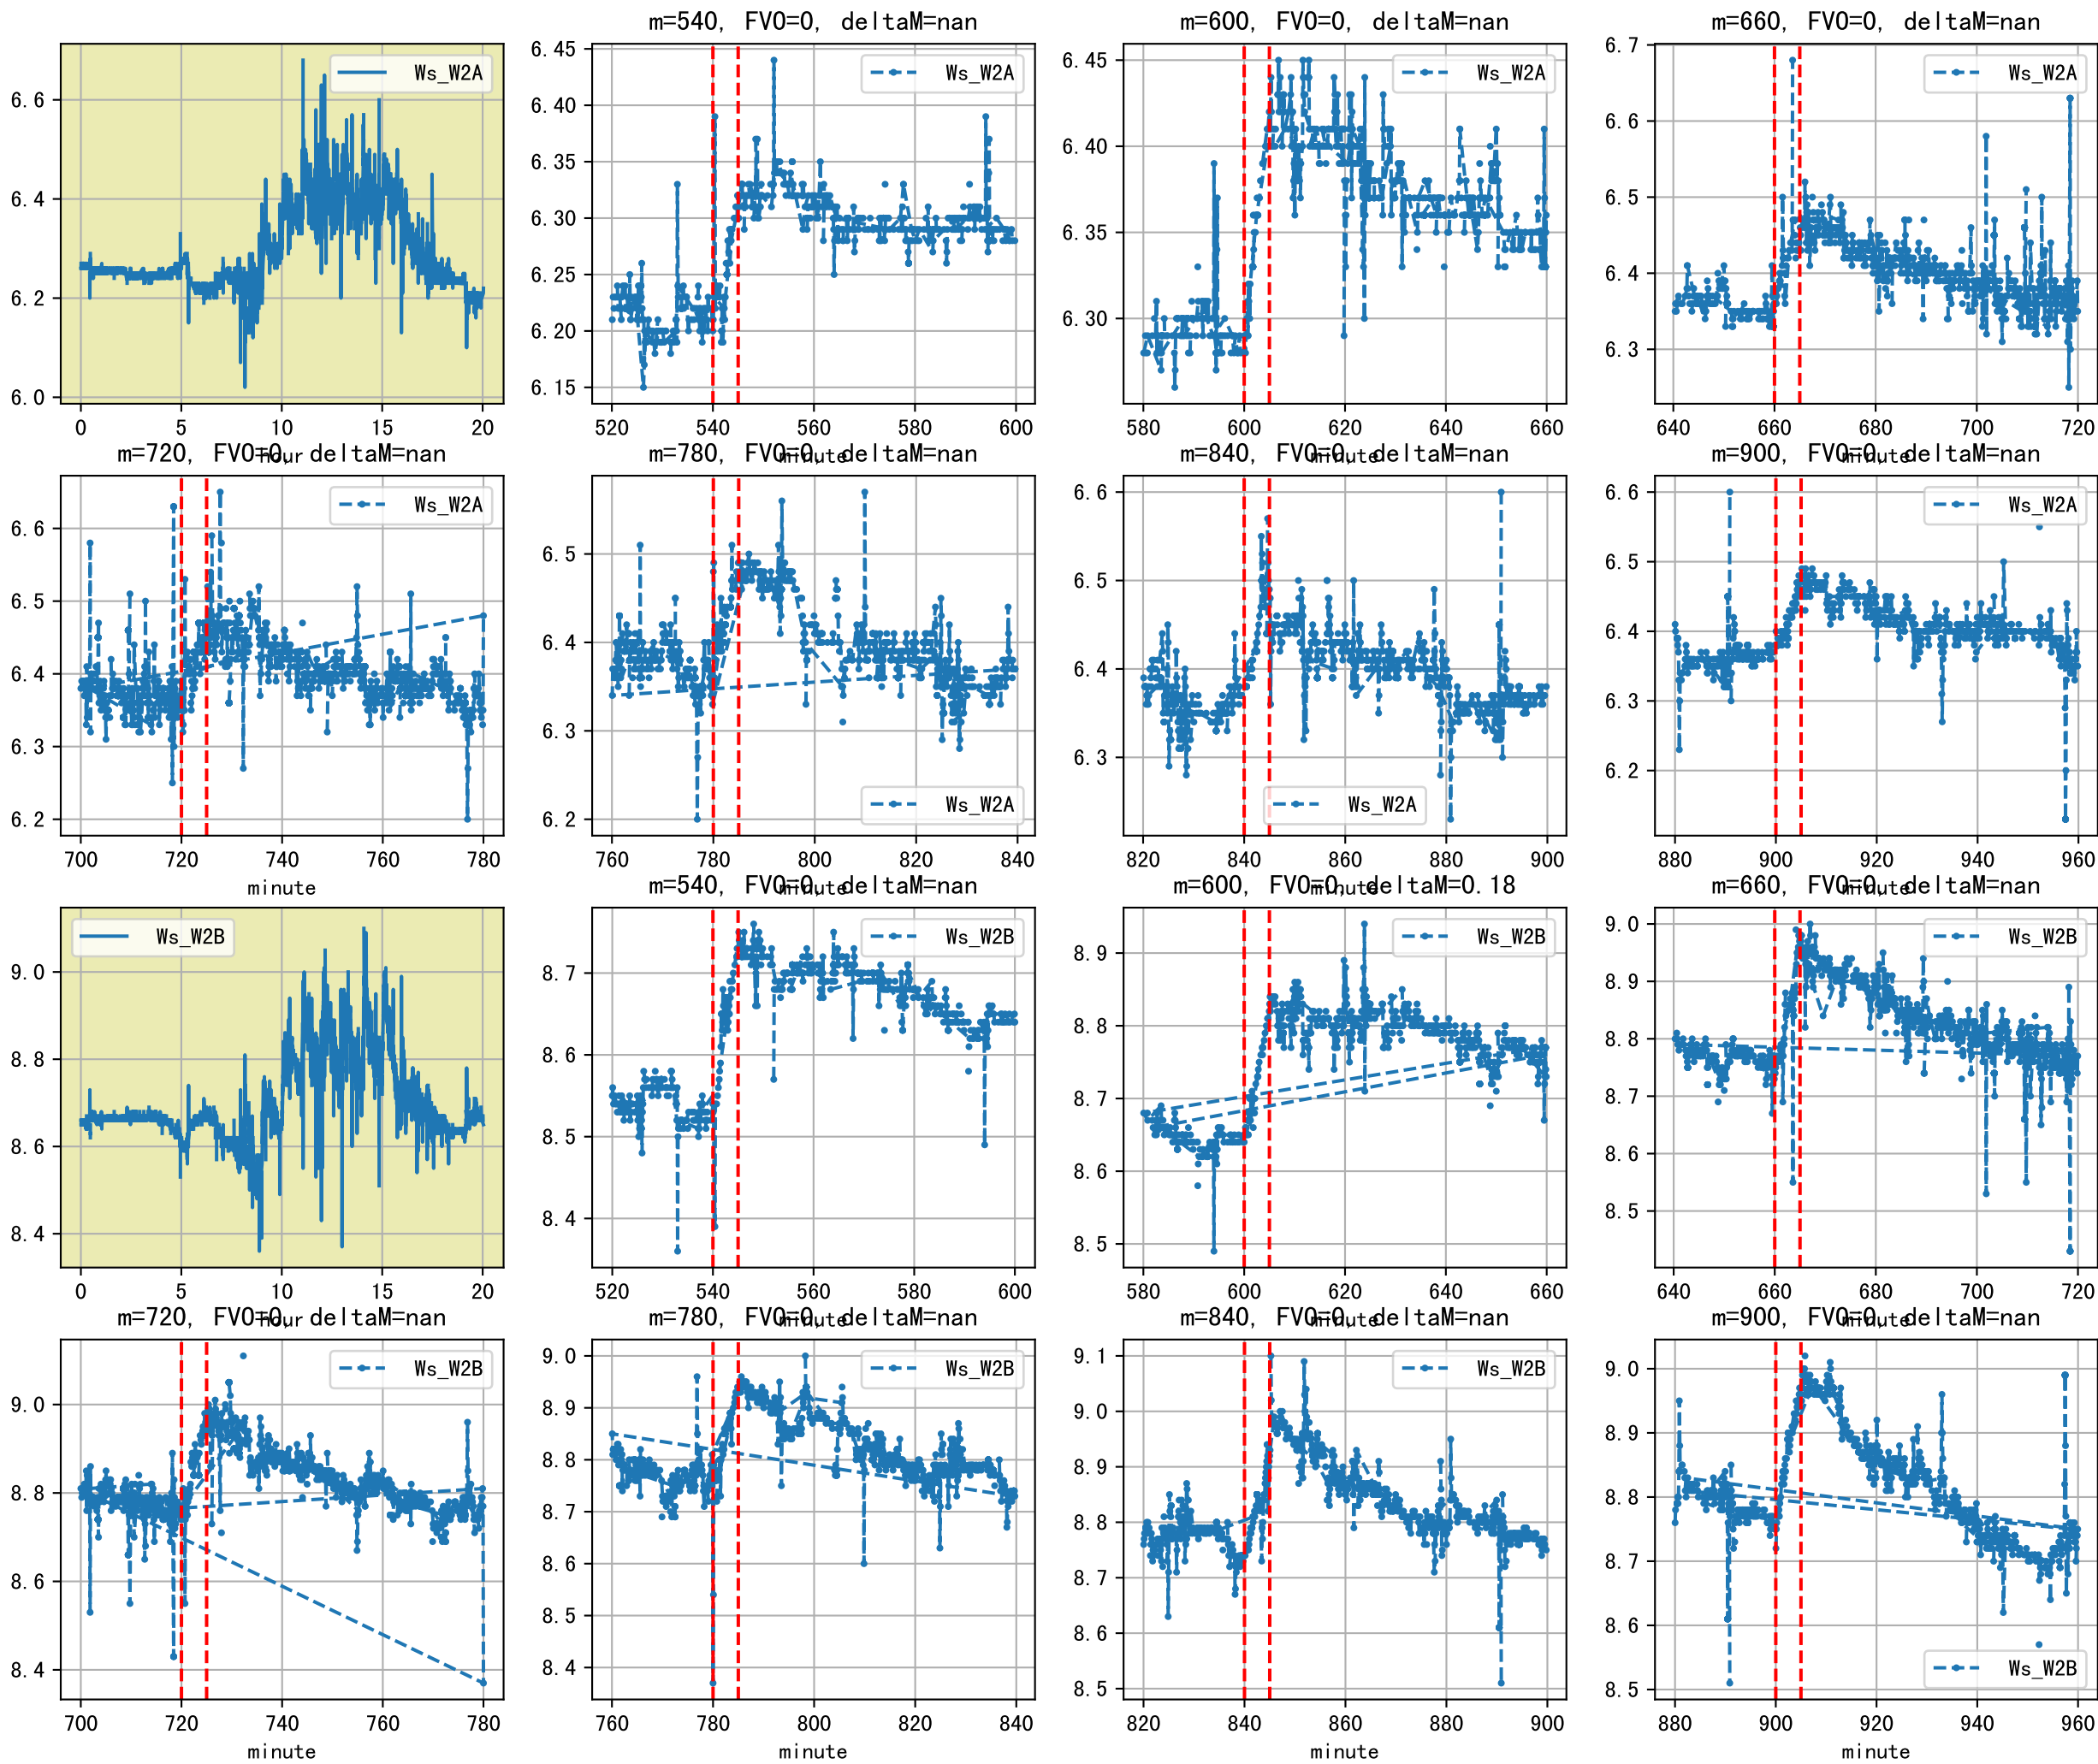 m=540, FVO=0, deltaM=nan
m=600, FVO=0, deltaM=nan
m=660, FVO=0, deltaM=nan
Ws_W2A
Ws_W2A
Ws_W2A
Ws_W2A
6.6
6.4
6.2
6.0
6.45
6.40
6.35
6.30
6.25
6.20
6.15
6.45
6.40
6.35
6.30
6.7
6.6
6.5
6.4
6.3
0 5 10 15 20
520 540 560 580 600
580 600 620 640 660
640 660 680 700 720
hour
minute
minute
minute
m=720, FVO=0, deltaM=nan
m=780, FVO=0, deltaM=nan
m=840, FVO=0, deltaM=nan
m=900, FVO=0, deltaM=nan
Ws_W2A
Ws_W2A
Ws_W2A
Ws_W2A
6.6
6.5
6.4
6.3
6.2
6.5
6.4
6.3
6.2
6.6
6.5
6.4
6.3
6.6
6.5
6.4
6.3
6.2
700 720 740 760 780
760 780 800 820 840
820 840 860 880 900
880 900 920 940 960
minute
minute
minute
minute
m=540, FVO=0, deltaM=nan
m=600, FVO=0, deltaM=0.18
m=660, FVO=0, deltaM=nan
Ws_W2B
Ws_W2B
Ws_W2B
Ws_W2B
9.0
8.8
8.6
8.4
8.7
8.6
8.5
8.4
8.9
8.8
8.7
8.6
8.5
9.0
8.9
8.8
8.7
8.6
8.5
0 5 10 15 20
520 540 560 580 600
580 600 620 640 660
640 660 680 700 720
hour
minute
minute
minute
m=720, FVO=0, deltaM=nan
m=780, FVO=0, deltaM=nan
m=840, FVO=0, deltaM=nan
m=900, FVO=0, deltaM=nan
Ws_W2B
Ws_W2B
Ws_W2B
Ws_W2B
9.0
8.8
8.6
8.4
9.0
8.9
8.8
8.7
8.6
8.5
8.4
9.1
9.0
8.9
8.8
8.7
8.6
8.5
9.0
8.9
8.8
8.7
8.6
8.5
700 720 740 760 780
760 780 800 820 840
820 840 860 880 900
880 900 920 940 960
minute
minute
minute
minute